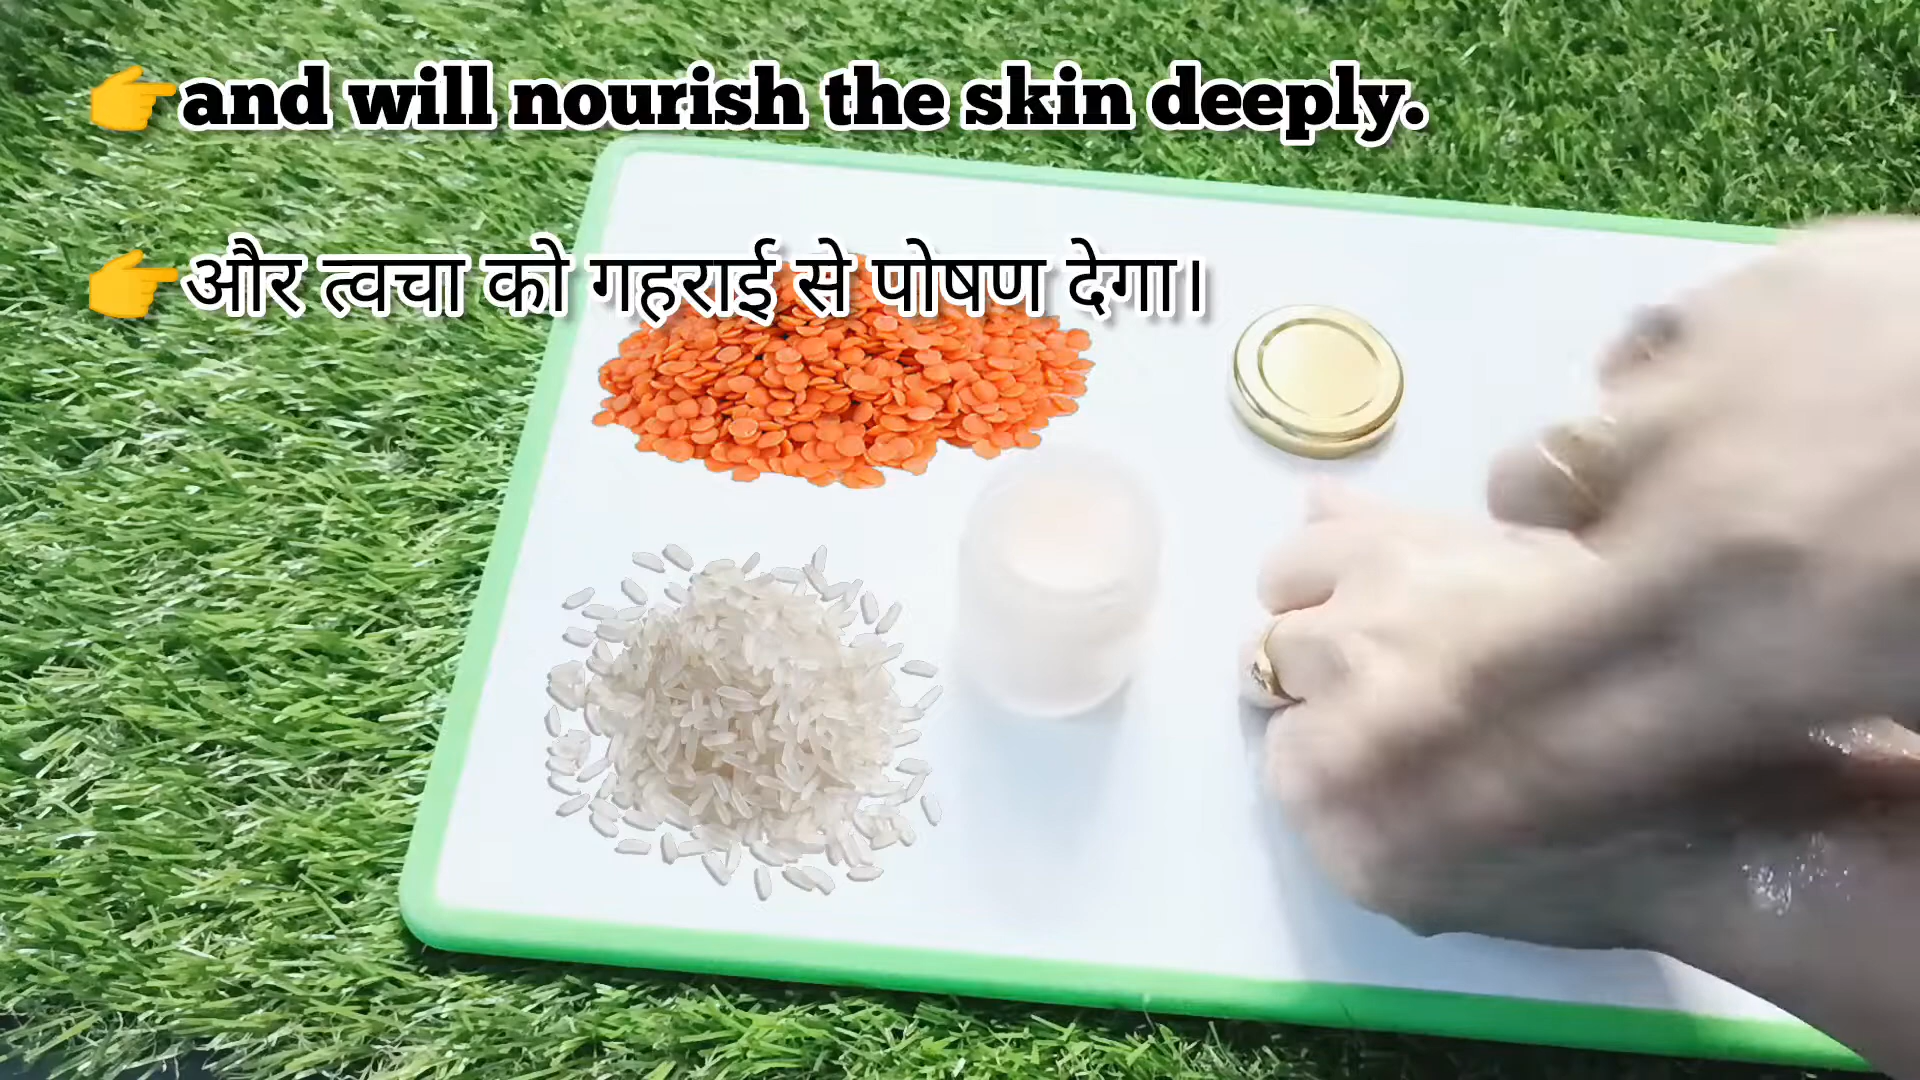 👉and will nourish the skin deeply.
👉और त्वचा को गहराई से पोषण देगा।